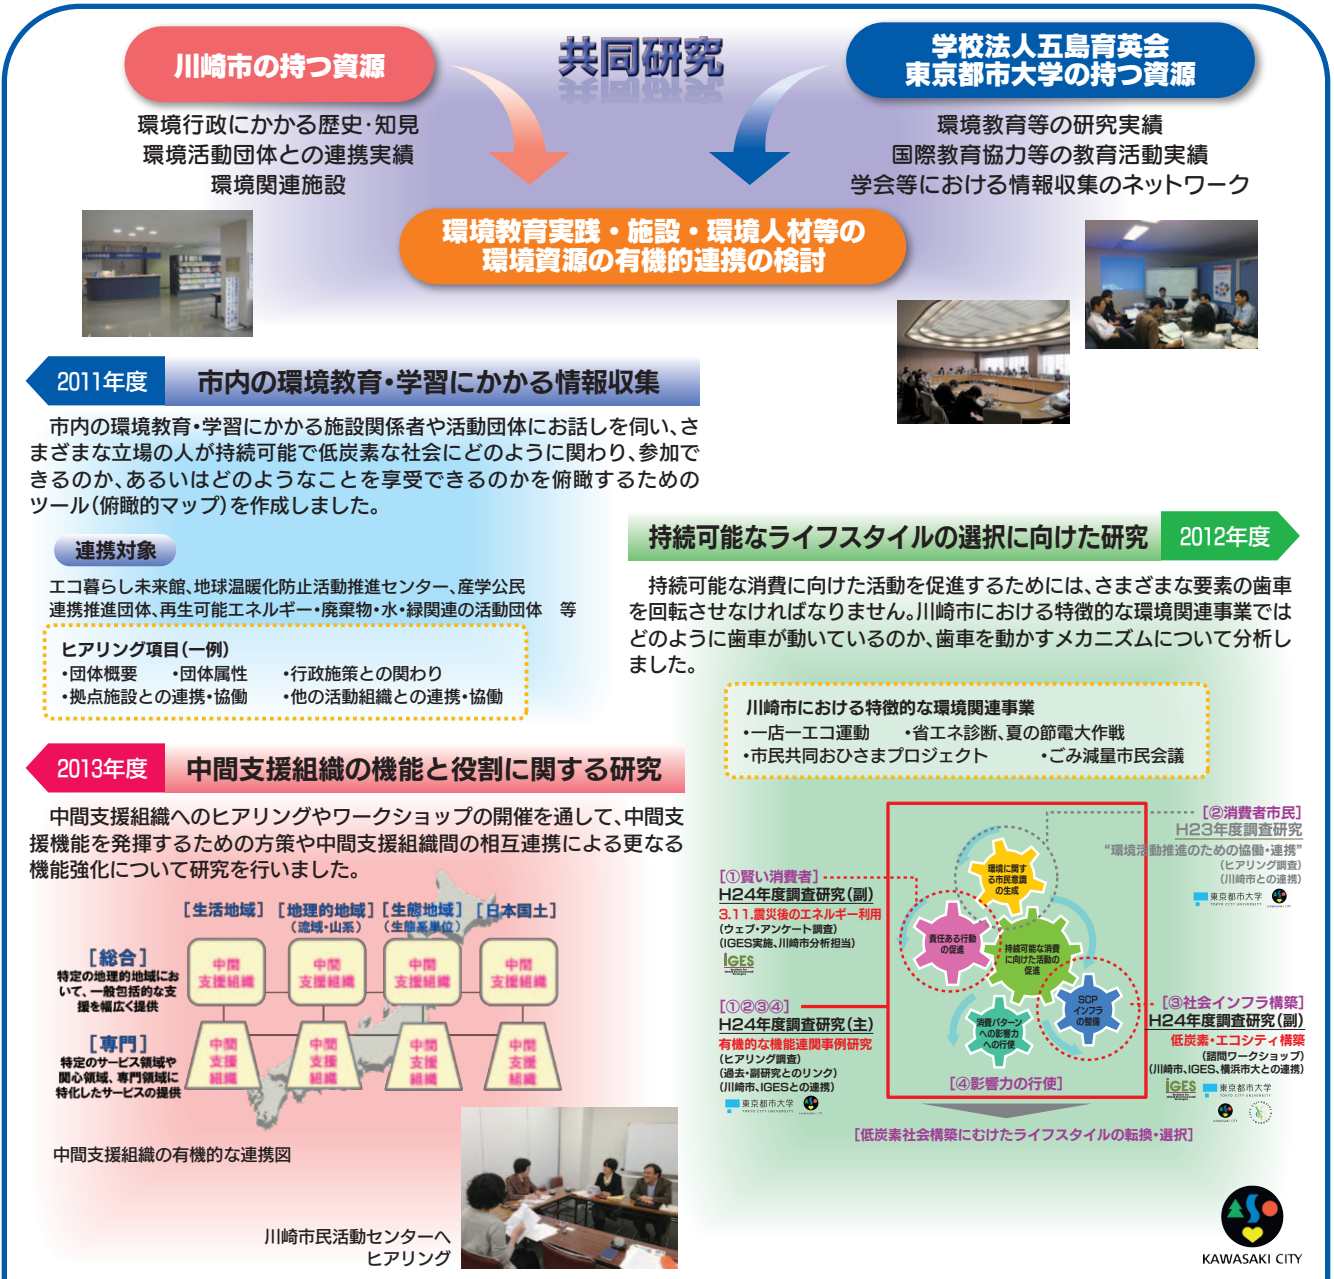 共同研究
川崎市の持つ資源
環境行政にかかる歴史・知見
環境活動団体との連携実績
環境関連施設
学校法人五島育英会
東京都市大学の持つ資源
環境教育等の研究実績
国際教育協力等の教育活動実績
学会等における情報収集のネットワーク
環境教育実践・施設・環境人材等の
環境資源の有機的連携の検討
2011年度
市内の環境教育・学習にかかる情報収集
市内の環境教育・学習にかかる施設関係者や活動団体にお話しを伺い、さ
まざまな立場の人が持続可能で低炭素な社会にどのように関わり、参加で
きるのか、あるいはどのようなことを享受できるのかを俯瞰するための
ツール(俯瞰的マップ)を作成しました。
連携対象
エコ暮らし未来館、地球温暖化防止活動推進センター、産学公民
連携推進団体、再生可能エネルギー・廃棄物・水・緑関連の活動団体　等
ヒアリング項目(一例)
・団体概要　・団体属性　・行政施策との関わり
・拠点施設との連携・協働　・他の活動組織との連携・協働
持続可能なライフスタイルの選択に向けた研究
2012年度
持続可能な消費に向けた活動を促進するためには、さまざまな要素の歯車
を回転させなければなりません。川崎市における特徴的な環境関連事業では
どのように歯車が動いているのか、歯車を動かすメカニズムについて分析し
ました。
川崎市における特徴的な環境関連事業
・一店一エコ運動　・省エネ診断、夏の節電大作戦
・市民共同おひさまプロジェクト　・ごみ減量市民会議
[②消費者市民]
H23年度調査研究
“環境活動推進のための協働・連携”
(ヒアリング調査)
(川崎市との連携)
東京都市大学
TOKYO CITY UNIVERSITY
[①賢い消費者]
H24年度調査研究(副)
3.11.震災後のエネルギー利用
(ウェブ・アンケート調査)
(IGES実施、川崎市分析担当)
IGES
環境に関す
る市民意識
の生成
責任ある行動
の促進
持続可能な消費
に向けた活動の
促進
SCP
インフラ
の整備
消費パターン
への影響力
への行使
[①②③④]
H24年度調査研究(主)
有機的な機能連関事例研究
(ヒアリング調査)
(過去・副研究とのリンク)
(川崎市、IGESとの連携)
東京都市大学
TOKYO CITY UNIVERSITY
[③社会インフラ構築]
H24年度調査研究(副)
低炭素・エコシティ構築
(諮問ワークショップ)
(川崎市、IGES、横浜市大との連携)
IGES
東京都市大学
TOKYO CITY UNIVERSITY
[④影響力の行使]
[低炭素社会構築にむけたライフスタイルの転換・選択]
2013年度
中間支援組織の機能と役割に関する研究
中間支援組織へのヒアリングやワークショップの開催を通して、中間支
援機能を発揮するための方策や中間支援組織間の相互連携による更なる
機能強化について研究を行いました。
[生活地域]
[地理的地域]
(流域・山系)
[生態地域]
(生態系単位)
[日本国土]
[総合]
特定の地理的地域にお
いて、一般包括的な支
援を幅広く提供
中間
支援組織
中間
支援組織
中間
支援組織
中間
支援組織
[専門]
特定のサービス領域や
関心領域、専門領域に
特化したサービスの提供
中間
支援
組織
中間
支援
組織
中間
支援
組織
中間
支援
組織
中間支援組織の有機的な連携図
川崎市民活動センターへ
ヒアリング
KAWASAKI CITY